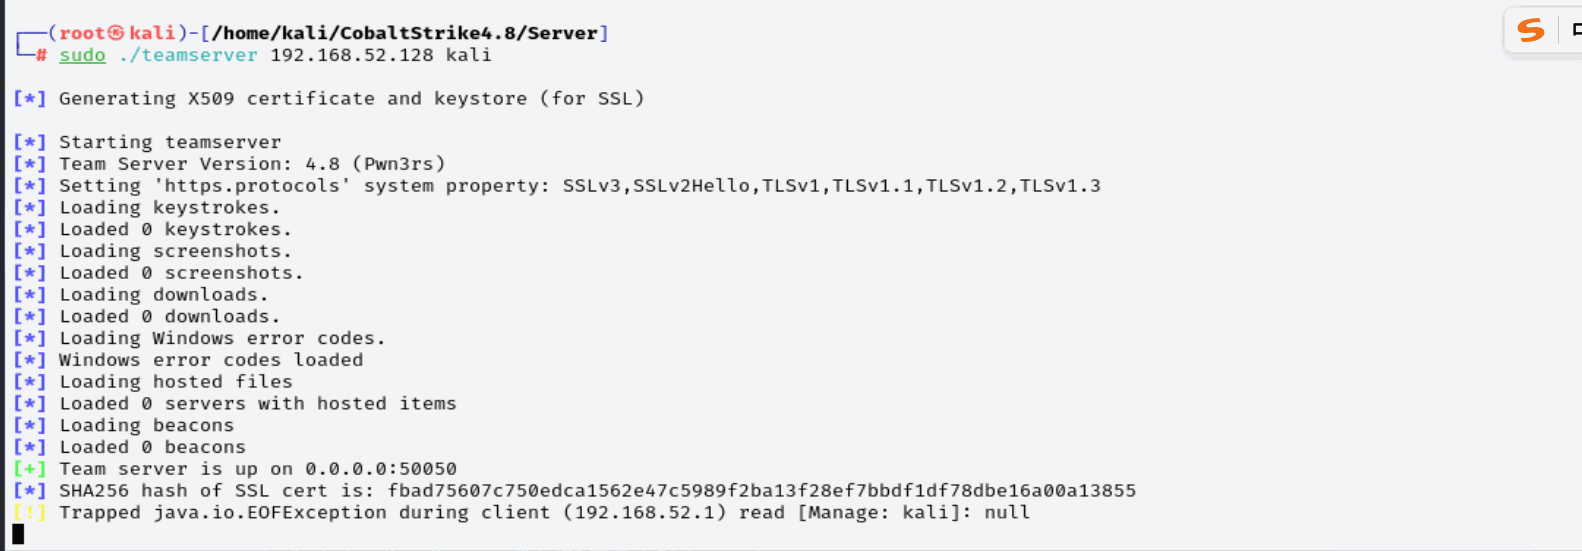 ┌──(root㉿kali)-[/home/kali/CobaltStrike4.8/Server]
└─# sudo ./teamserver 192.168.52.128 kali
[*] Generating X509 certificate and keystore (for SSL)
[*] Starting teamserver
[*] Team Server Version: 4.8 (Pwn3rs)
[*] Setting 'https.protocols' system property: SSLv3,SSLv2Hello,TLSv1,TLSv1.1,TLSv1.2,TLSv1.3
[*] Loading keystrokes.
[*] Loaded 0 keystrokes.
[*] Loading screenshots.
[*] Loaded 0 screenshots.
[*] Loading downloads.
[*] Loaded 0 downloads.
[*] Loading Windows error codes.
[*] Windows error codes loaded
[*] Loading hosted files
[*] Loaded 0 servers with hosted items
[*] Loading beacons
[*] Loaded 0 beacons
[+] Team server is up on 0.0.0.0:50050
[*] SHA256 hash of SSL cert is: fbad75607c750edca1562e47c5989f2ba13f28ef7bbdf1df78dbe16a00a13855
[!] Trapped java.io.EOFException during client (192.168.52.1) read [Manage: kali]: null